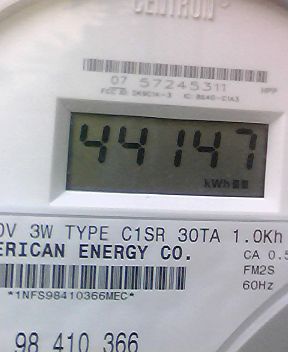 CENTRON
07 57245311
44147
kWh
3W TYPE C1SR 30TA 1.0Kh
ERICAN ENERGY CO.
CA 0.5
FM2S
60Hz
*1NFS98410366MEC*
98 410 366